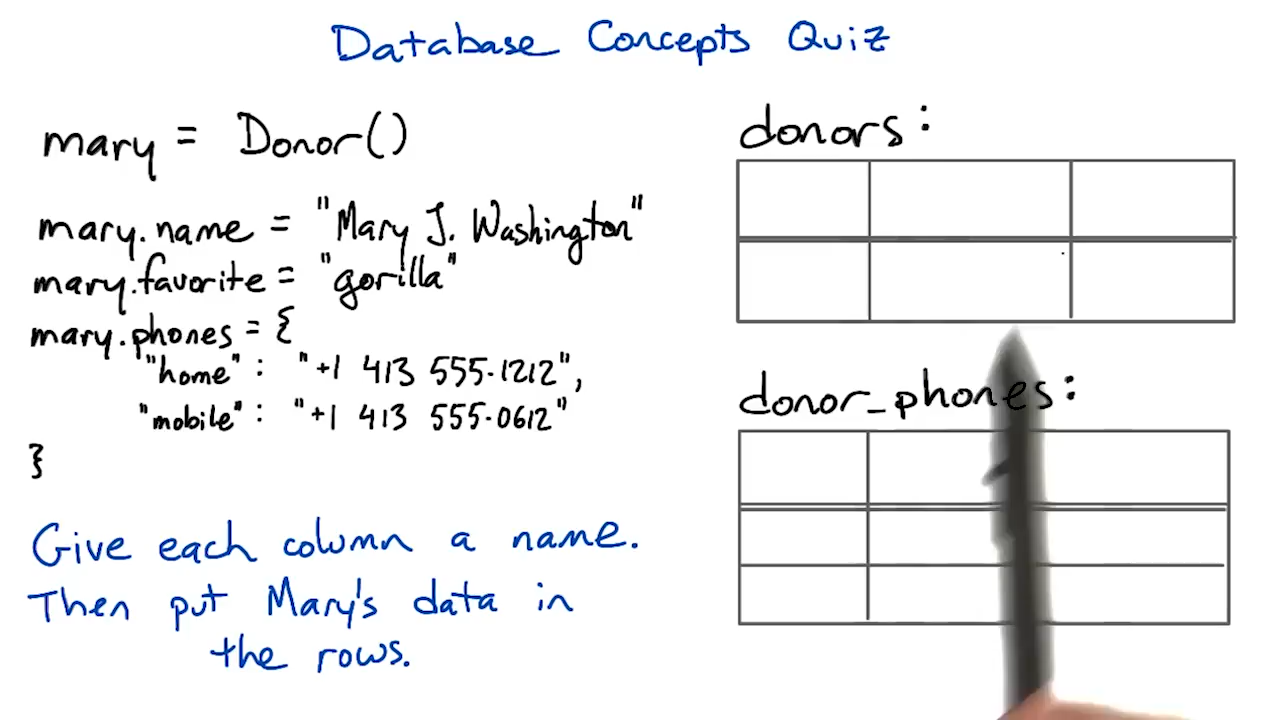 Database Concepts Quiz
mary = Donor()
mary.name = "Mary J. Washington"
mary.favorite = "gorilla"
mary.phones = {
"home": "+1 413 555-1212",
"mobile": "+1 413 555-0612"
}
Give each column a name.
Then put Mary's data in
the rows.
donors:
donor_phones: